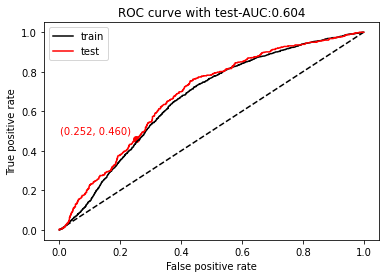 ROC curve with test-AUC:0.604
train
test
(0.252, 0.460)
True positive rate
1.0
0.8
0.6
0.4
0.2
0.0
0.0 0.2 0.4 0.6 0.8 1.0
False positive rate